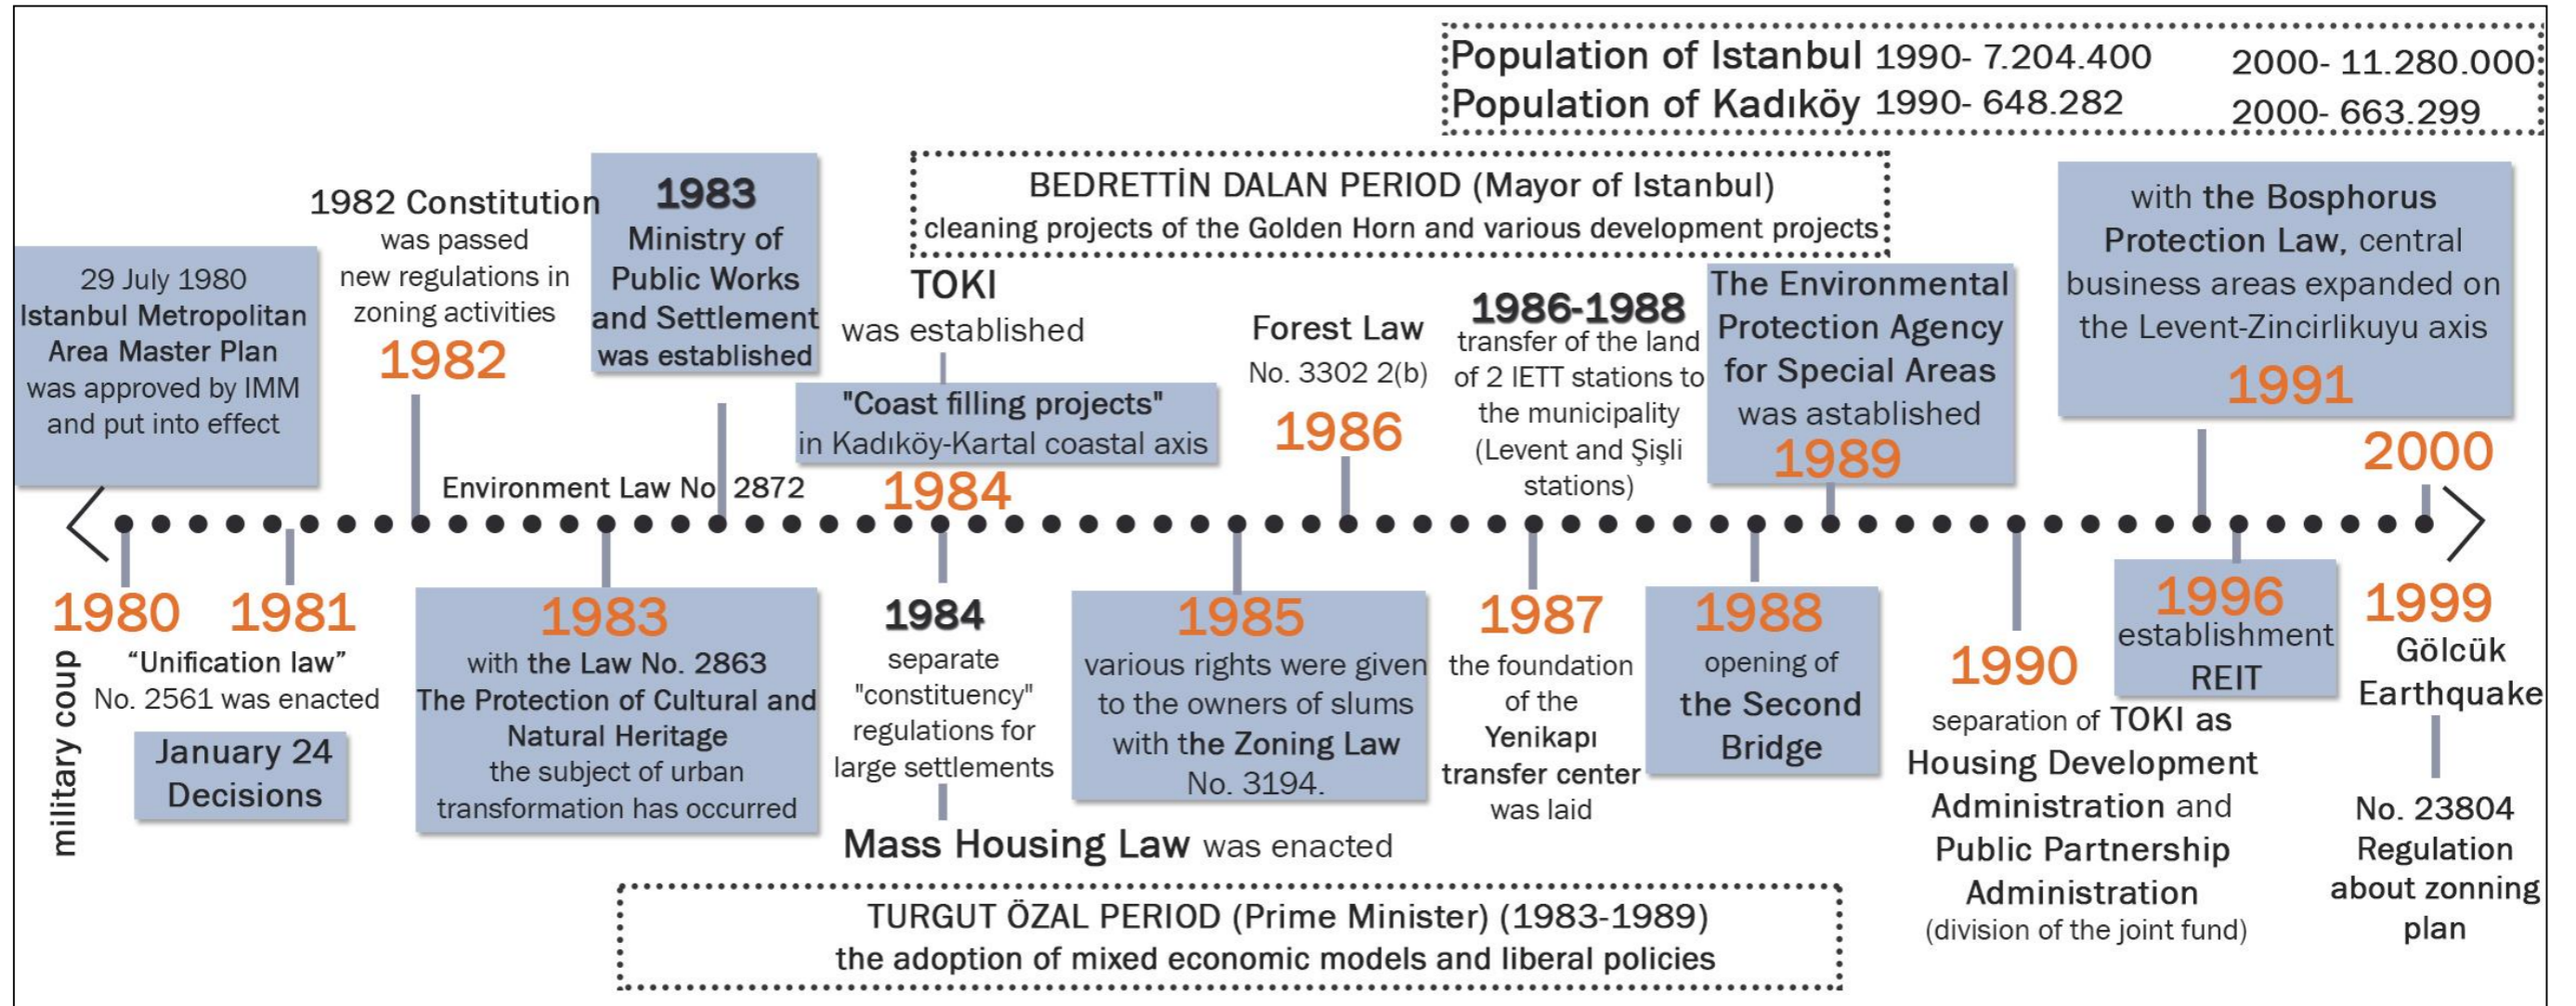 Population of Istanbul 1990- 7.204.400 2000- 11.280.000
Population of Kadıköy 1990- 648.282 2000- 663.299
BEDRETTİN DALAN PERIOD (Mayor of Istanbul)
cleaning projects of the Golden Horn and various development projects
29 July 1980
Istanbul Metropolitan
Area Master Plan
was approved by IMM
and put into effect
1982 Constitution
was passed
new regulations in
zoning activities
1982
Environment Law No 2872
1983
Ministry of
Public Works
and Settlement
was established
TOKI
was established
"Coast filling projects"
in Kadıköy-Kartal coastal axis
1984
Forest Law
No. 3302 2(b)
1986
1986-1988
transfer of the land
of 2 IETT stations to
the municipality
(Levent and Şişli
stations)
The Environmental
Protection Agency
for Special Areas
was astablished
1989
with the Bosphorus
Protection Law, central
business areas expanded on
the Levent-Zincirlikuyu axis
1991
2000
1980
military coup
1981
“Unification law”
No. 2561 was enacted
January 24
Decisions
1983
with the Law No. 2863
The Protection of Cultural and
Natural Heritage
the subject of urban
transformation has occurred
1984
separate
"constituency"
regulations for
large settlements
Mass Housing Law was enacted
1985
various rights were given
to the owners of slums
with the Zoning Law
No. 3194.
1987
the foundation
of the
Yenikapı
transfer center
was laid
1988
opening of
the Second
Bridge
1990
separation of TOKI as
Housing Development
Administration and
Public Partnership
Administration
(division of the joint fund)
1996
establishment
REIT
1999
Gölcük
Earthquake
No. 23804
Regulation
about zonning
plan
TURGUT ÖZAL PERIOD (Prime Minister) (1983-1989)
the adoption of mixed economic models and liberal policies